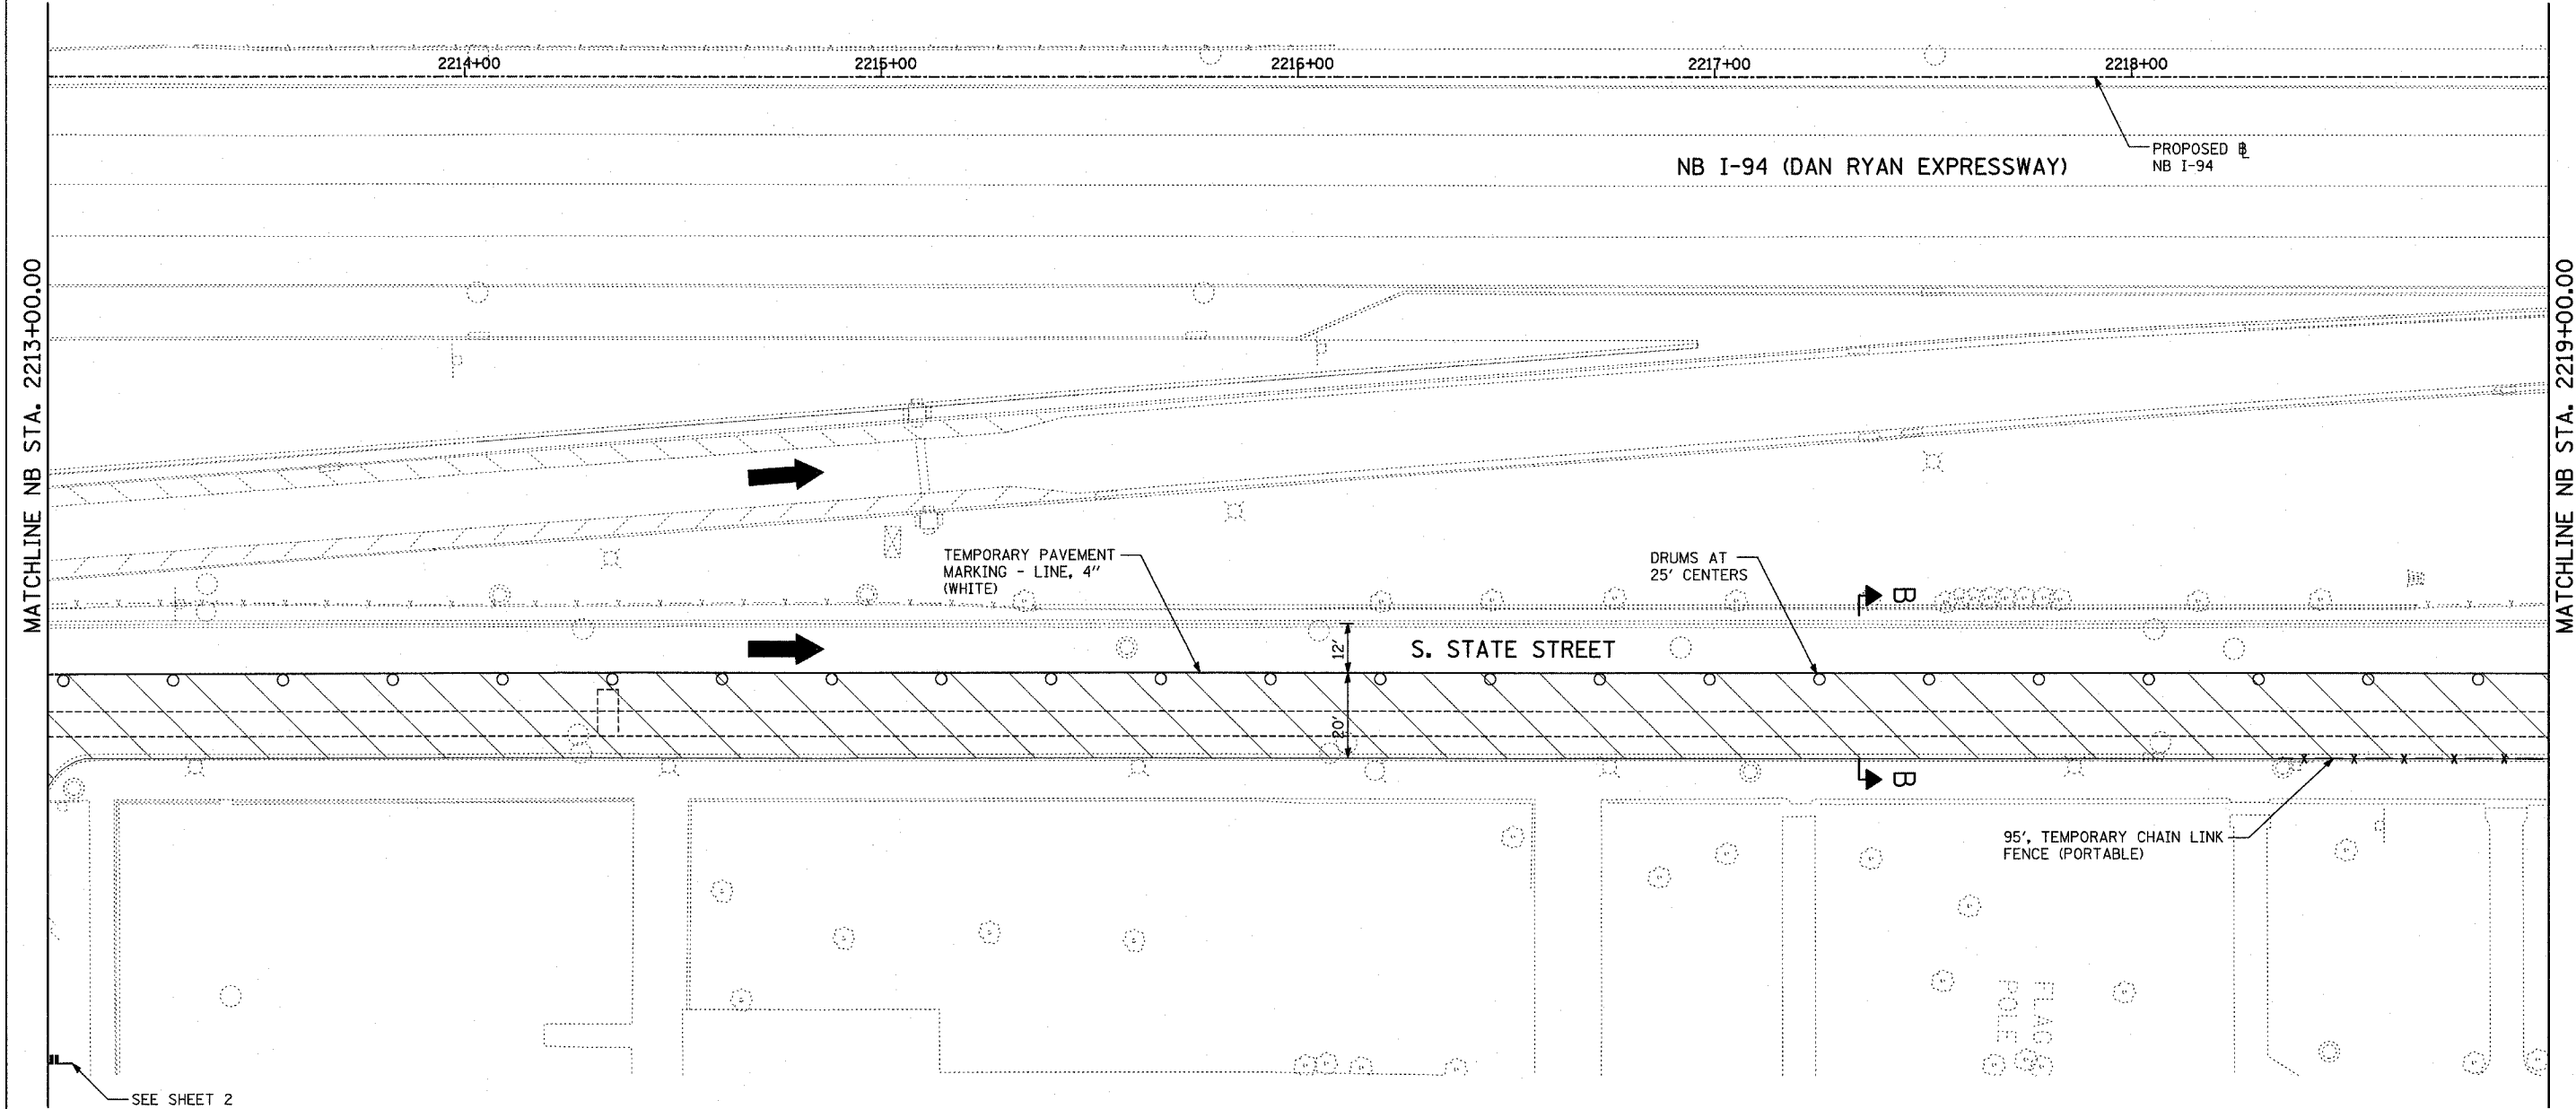 2214+00
2215+00
2216+00
2217+00
2218+00
PROPOSED ℄
NB I-94
NB I-94 (DAN RYAN EXPRESSWAY)
MATCHLINE NB STA. 2213+00.00
MATCHLINE NB STA. 2219+00.00
TEMPORARY PAVEMENT
MARKING - LINE, 4"
(WHITE)
DRUMS AT
25' CENTERS
B
12'
S. STATE STREET
20'
B
95', TEMPORARY CHAIN LINK
FENCE (PORTABLE)
FLAG
POLE
SEE SHEET 2